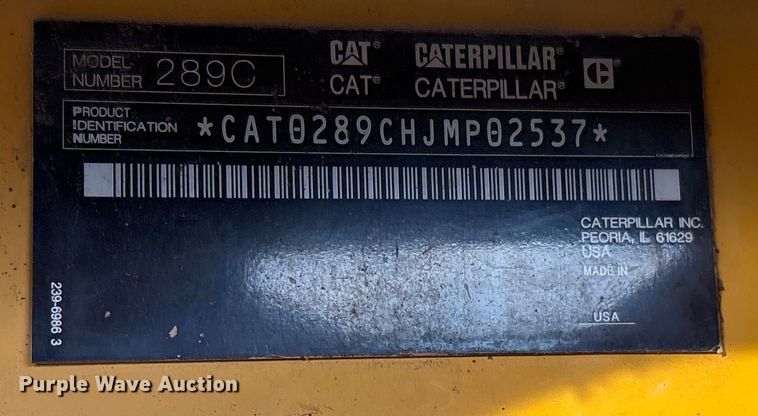 MODEL NUMBER 289C
CAT® CATERPILLAR®
CAT® CATERPILLAR®
C
PRODUCT IDENTIFICATION NUMBER *CAT0289CHJMP02537*
CATERPILLAR INC.
PEORIA, IL 61629
USA
MADE IN
USA
239-6986 3
Purple Wave Auction